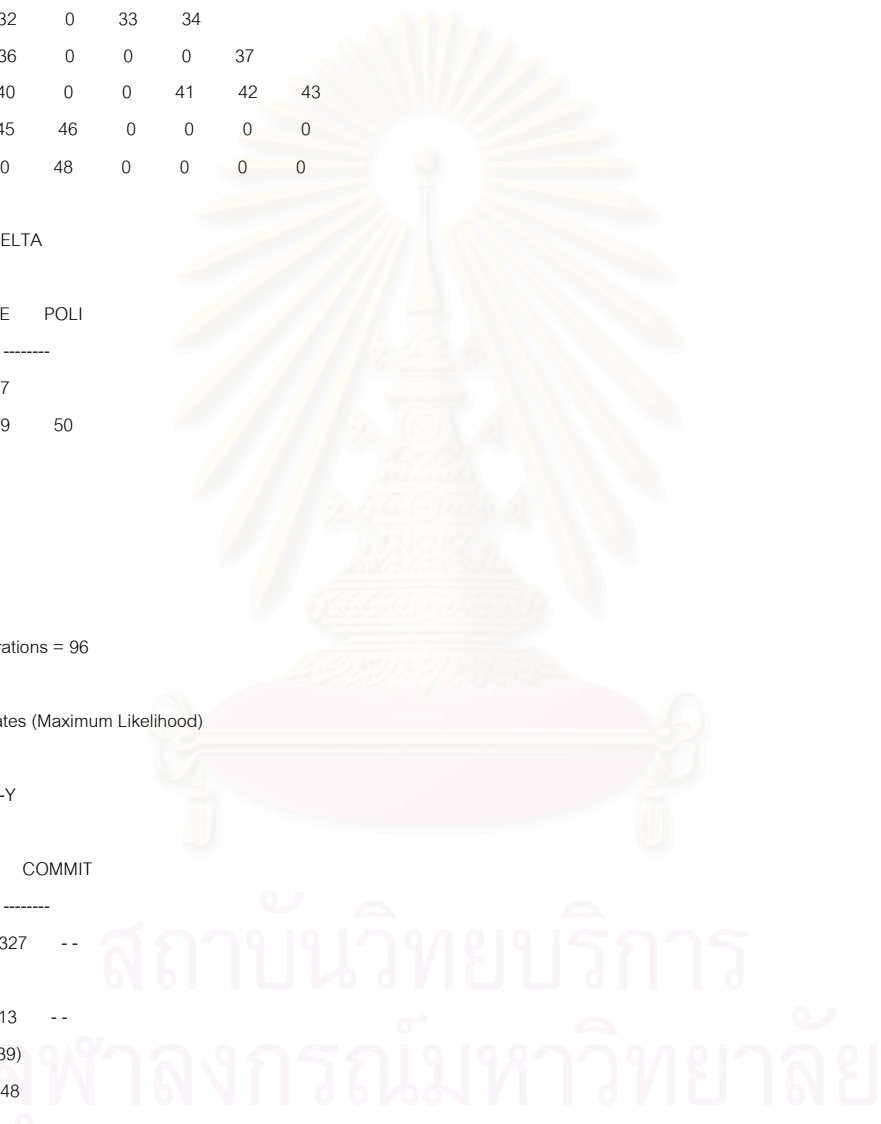 32 0 33 34
36 0 0 0 37
40 0 0 41 42 43
45 46 0 0 0 0
0 48 0 0 0 0
ELTA
E POLI
--------
7
9 50
rations = 96
ates (Maximum Likelihood)
-Y
COMMIT
--------
327 - -
13 - -
39)
48
สถาบันวิทยบริการ
จุฬาลงกรณ์มหาวิทยาลัย